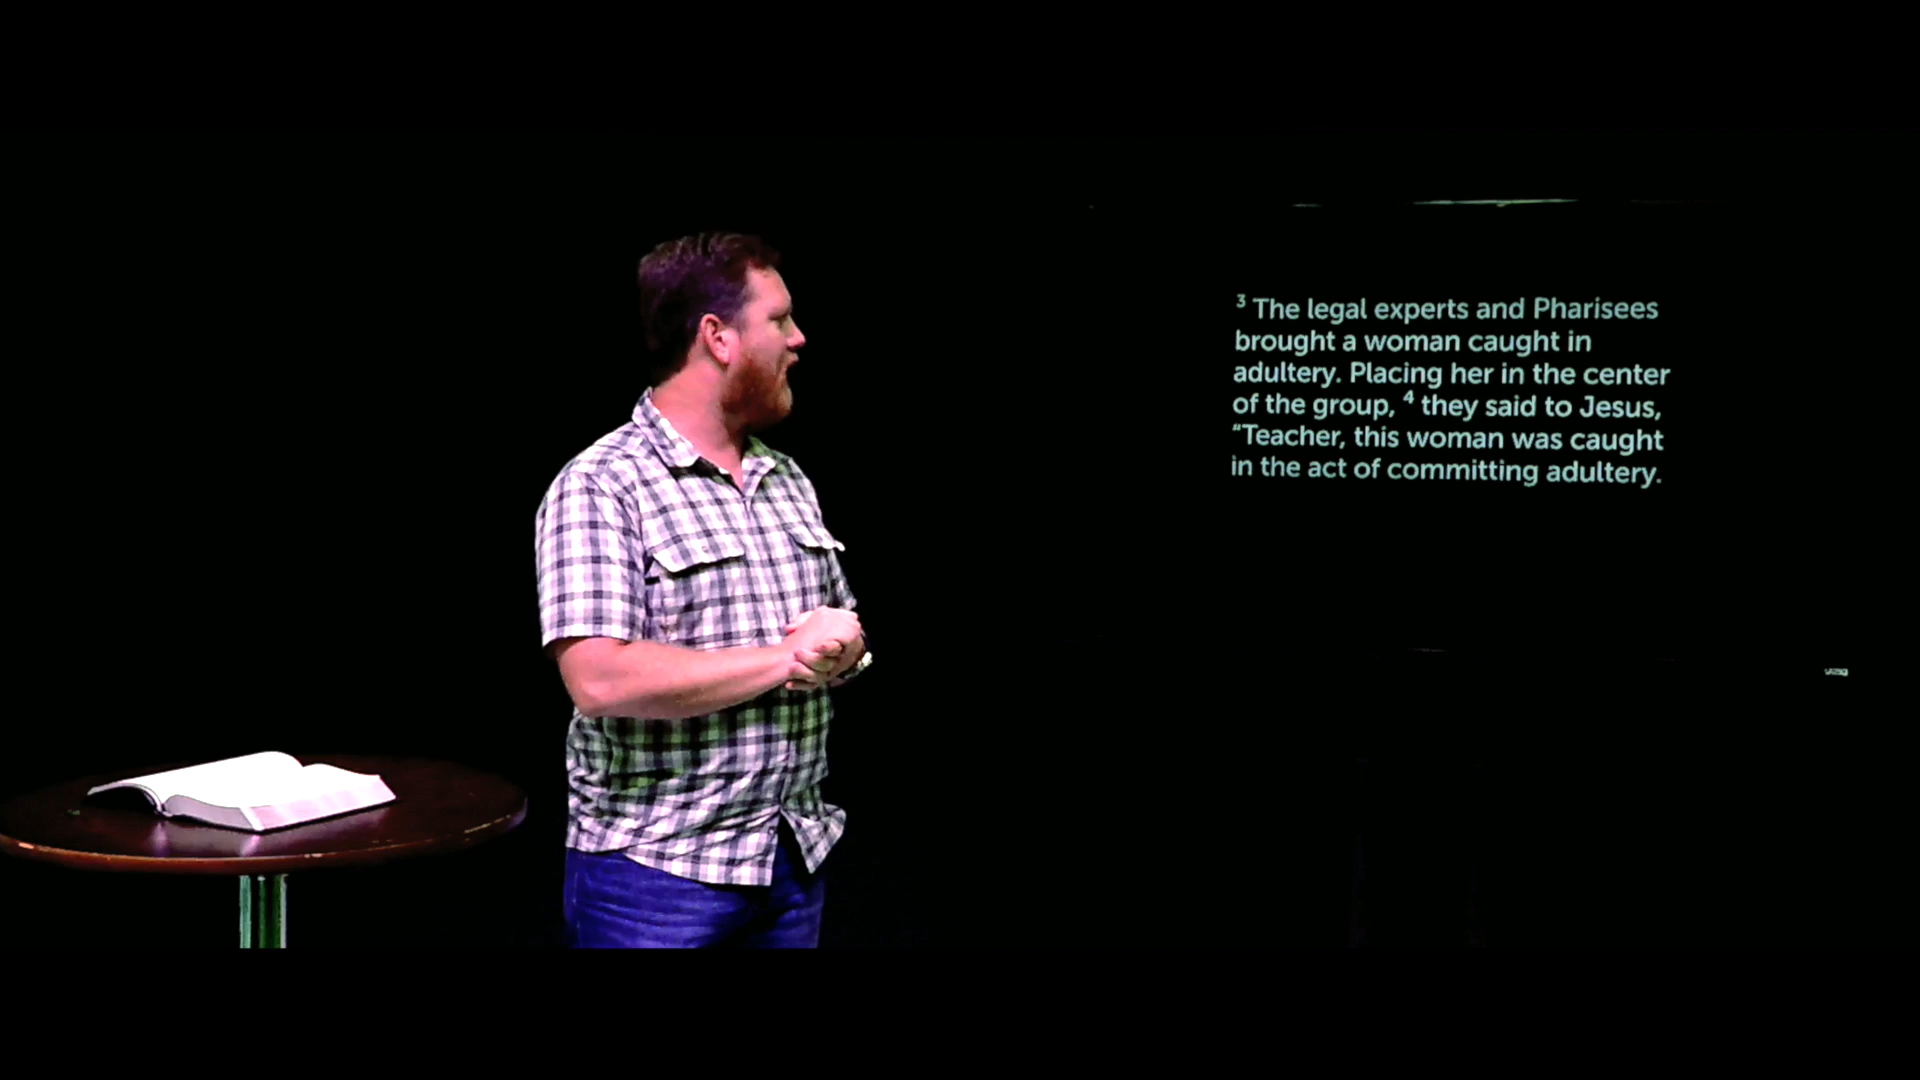 ³ The legal experts and Pharisees
brought a woman caught in
adultery. Placing her in the center
of the group, ⁴ they said to Jesus,
“Teacher, this woman was caught
in the act of committing adultery.